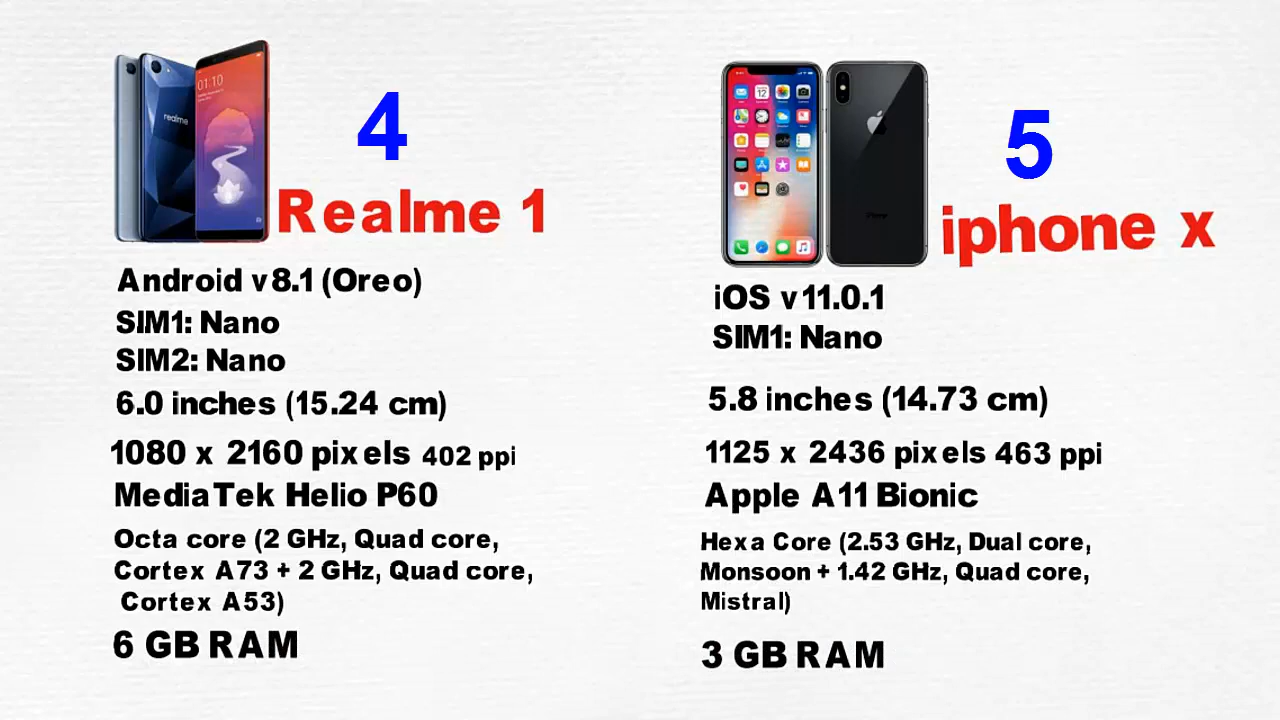 4
Realme 1
Android v8.1 (Oreo)
SIM1: Nano
SIM2: Nano
6.0 inches (15.24 cm)
1080 x 2160 pixels 402 ppi
MediaTek Helio P60
Octa core (2 GHz, Quad core,
Cortex A73 + 2 GHz, Quad core,
Cortex A53)
6 GB RAM
01:10
realme
5
iphone x
iOS v11.0.1
SIM1: Nano
5.8 inches (14.73 cm)
1125 x 2436 pixels 463 ppi
Apple A11 Bionic
Hexa Core (2.53 GHz, Dual core,
Monsoon + 1.42 GHz, Quad core,
Mistral)
3 GB RAM
12